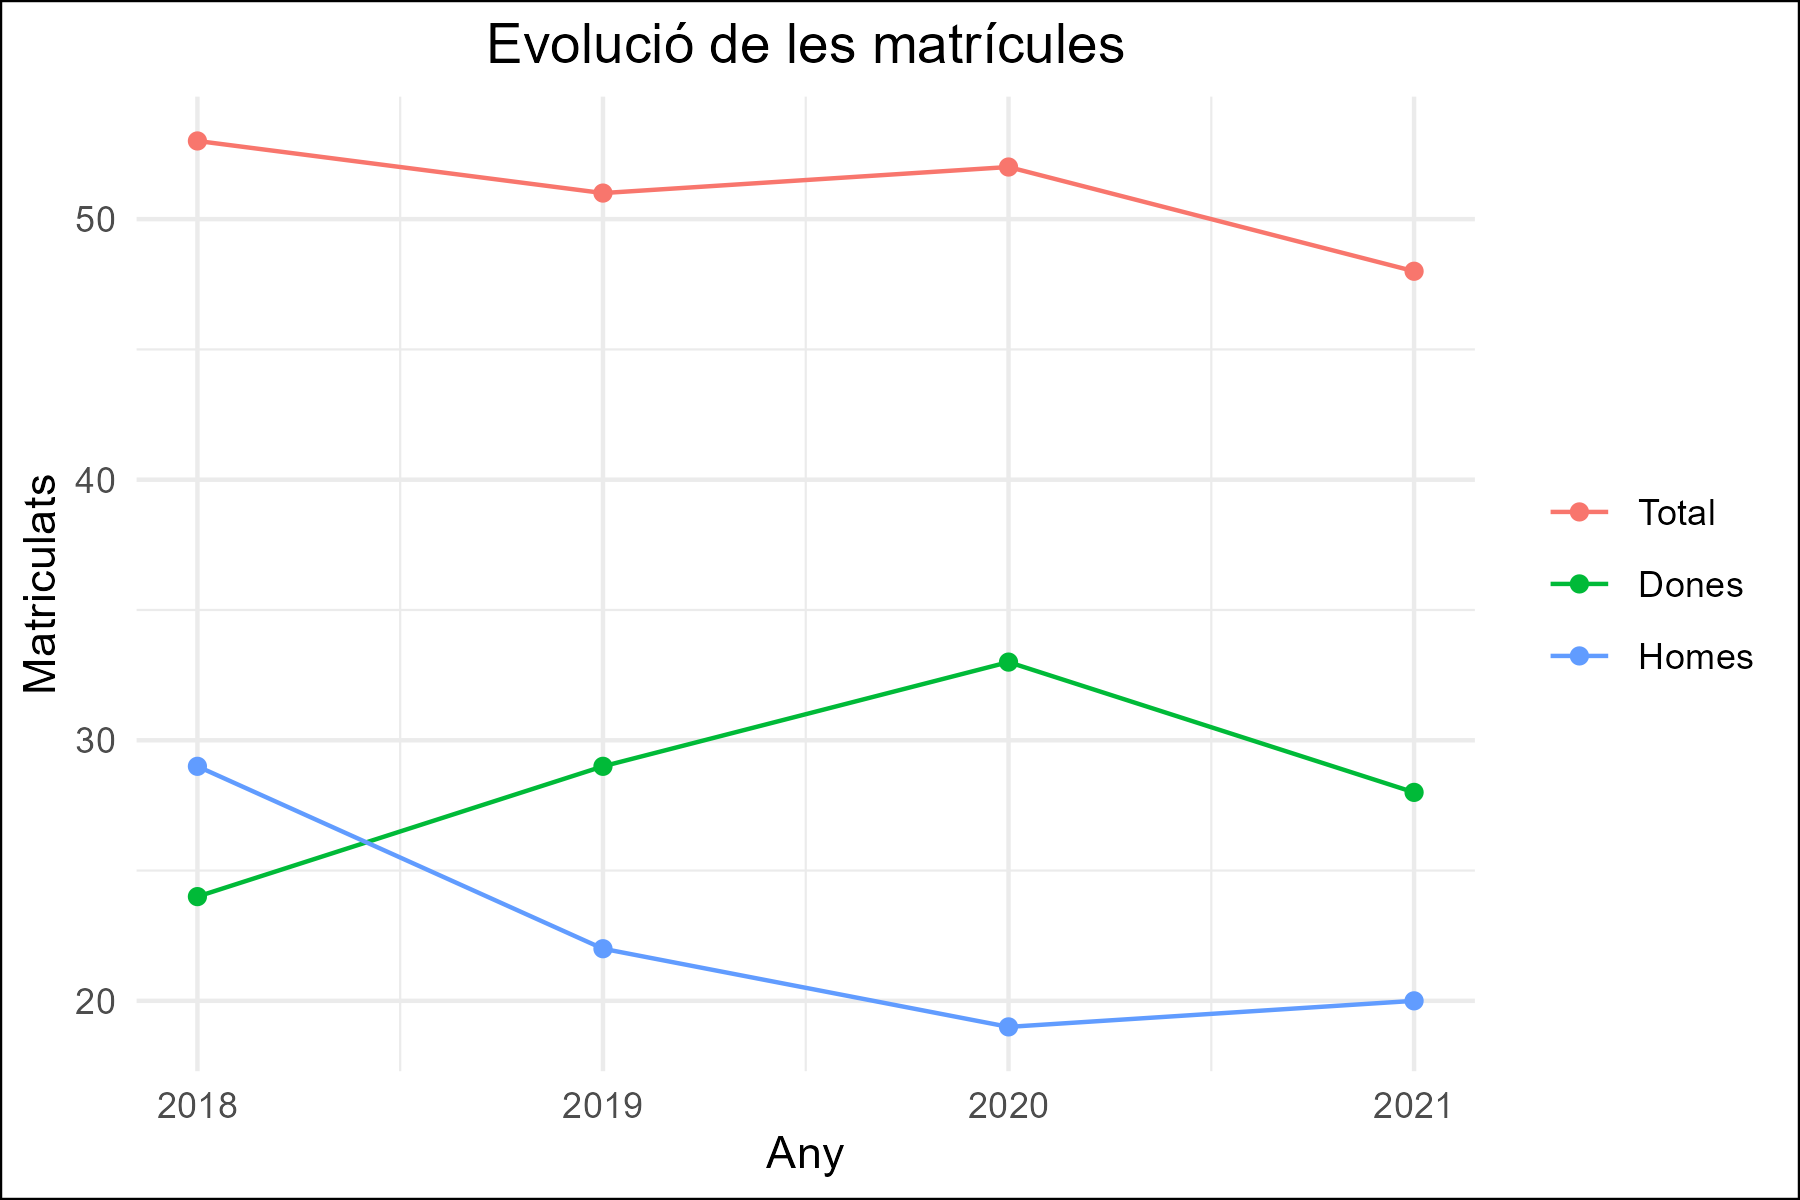 Evolució de les matrícules
Matriculats
50
40
30
20
2018 2019 2020 2021
Any
Total
Dones
Homes